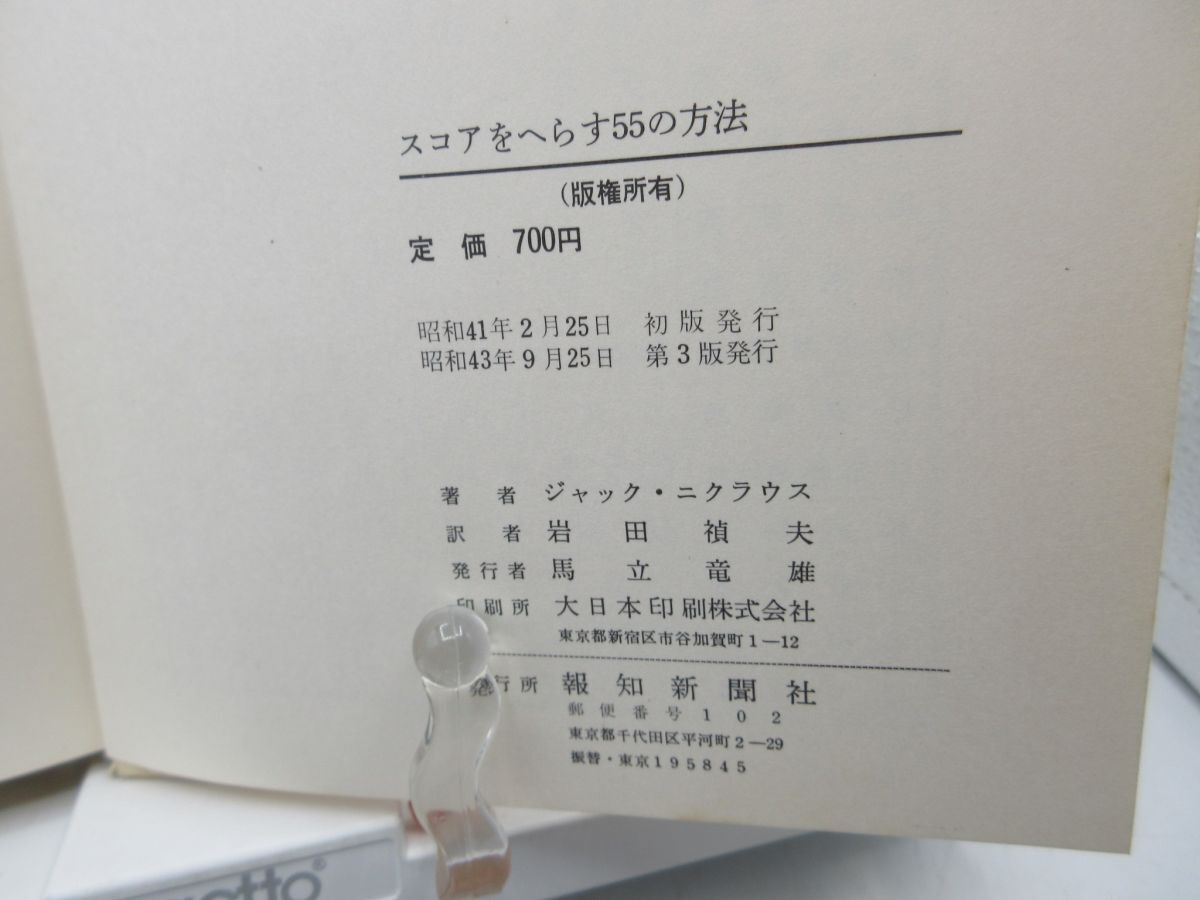 スコアをへらす55の方法
(版権所有)
定価 700円
昭和41年2月25日 初版発行
昭和43年9月25日 第3版発行
著者 ジャック・ニクラウス
訳者 岩田禎夫
発行者 馬立竜雄
印刷所 大日本印刷株式会社
東京都新宿区市谷加賀町1—12
発行所 報知新聞社
郵便番号102
東京都千代田区平河町2—29
振替・東京195845